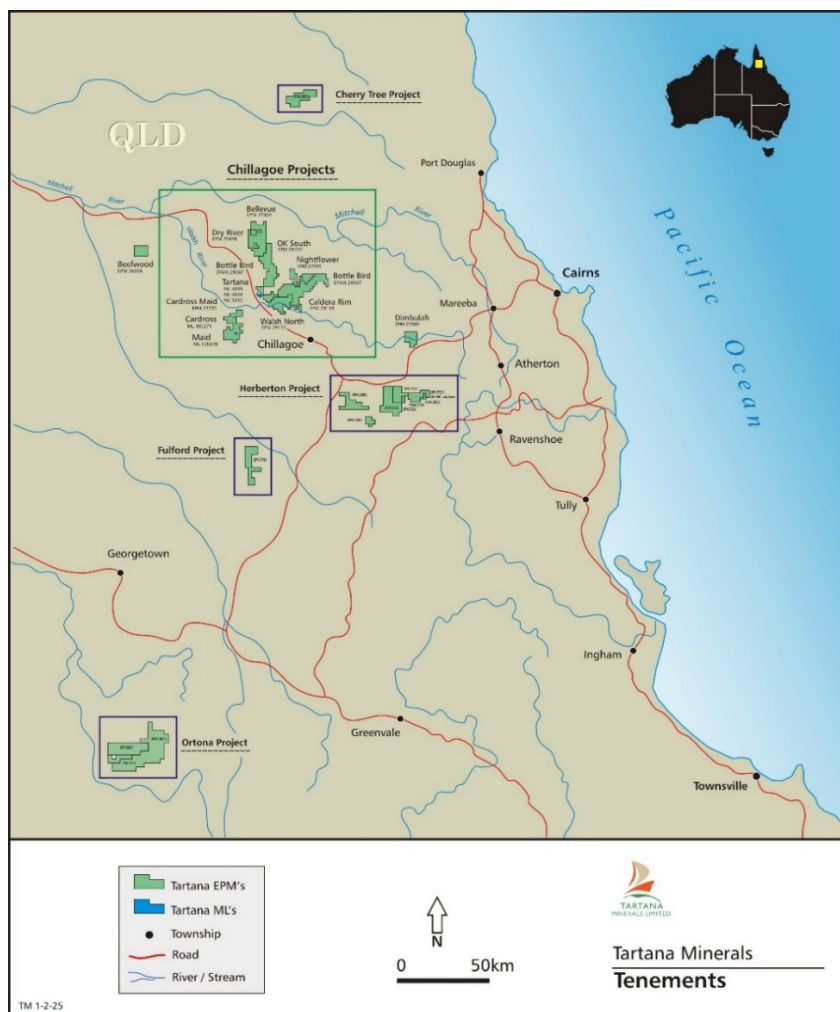 Cherry Tree Project
QLD
Port Douglas
Chillagoe Projects
Mitchell
River
Bellevue
Mitchell
River
Dry River
OK South
Walsh
River
Pacific Ocean
Beefwood
Bottle Bird
Nightflower
Bottle Bird
Cairns
Tartana
Cardross Maid
Caldera Rim
Mareeba
Cardross
Walsh North
Dimbulah
Maid
Chillagoe
Atherton
Herberton Project
Ravenshoe
Fulford Project
Tully
Georgetown
Ingham
Greenvale
Ortona Project
Townsville
Tartana EPM's
Tartana ML's
Township
Road
River / Stream
N
0 50km
TARTANA
MINERALS LIMITED
Tartana Minerals
Tenements
TM 1-2-25